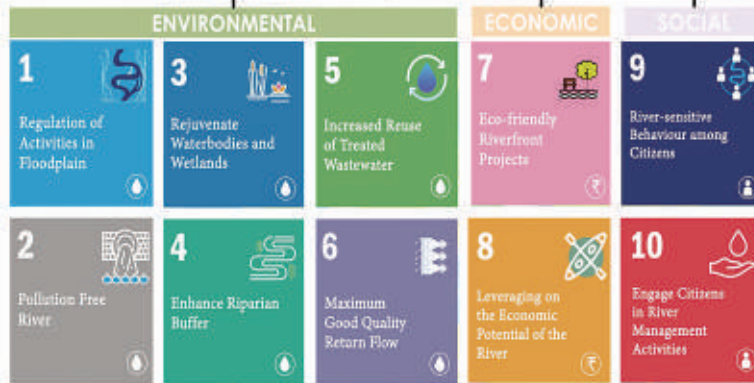 ENVIRONMENTAL
ECONOMIC
SOCIAL
1
Regulation of
Activities in
Floodplain
3
Rejuvenate
Waterbodies and
Wetlands
5
Increased Reuse
of Treated
Wastewater
7
Eco-friendly
Riverfront
Projects
₹
9
River-sensitive
Behaviour among
Citizens
2
Pollution Free
River
4
Enhance Riparian
Buffer
6
Maximum
Good Quality
Return Flow
8
Leveraging on
the Economic
Potential of the
River
₹
10
Engage Citizens
in River
Management
Activities